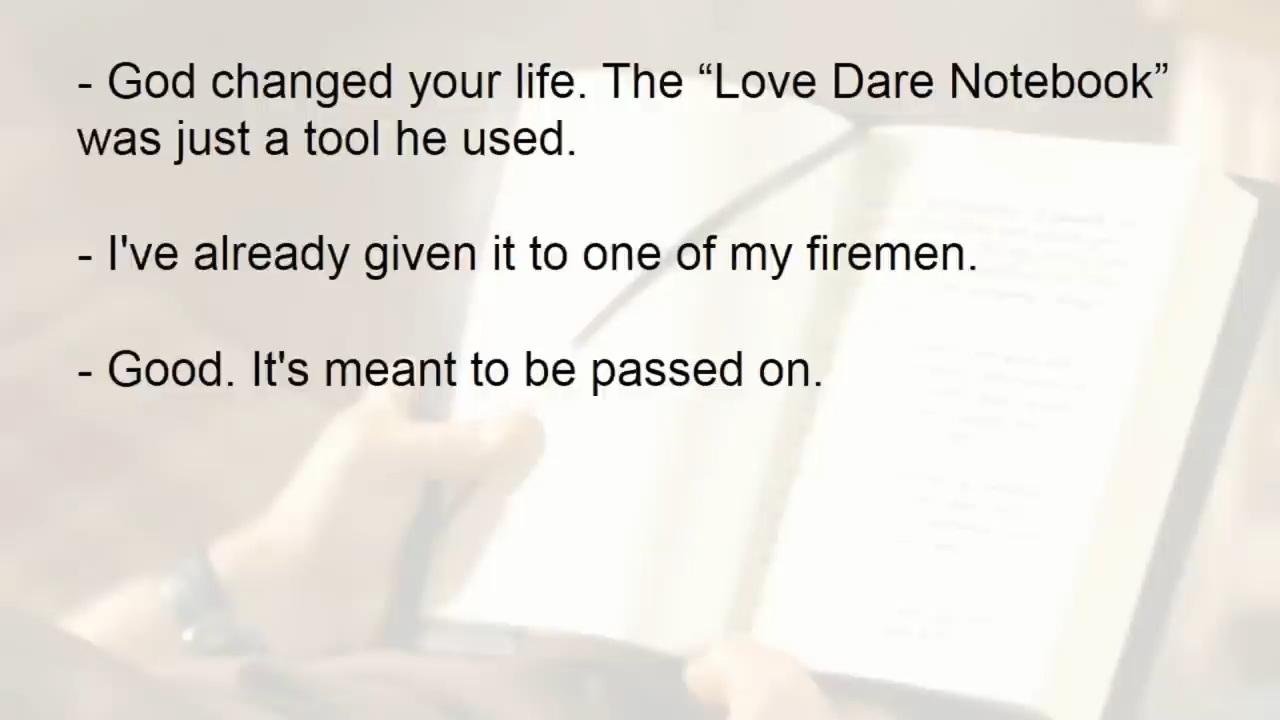 - God changed your life. The “Love Dare Notebook”
was just a tool he used.
- I've already given it to one of my firemen.
- Good. It's meant to be passed on.